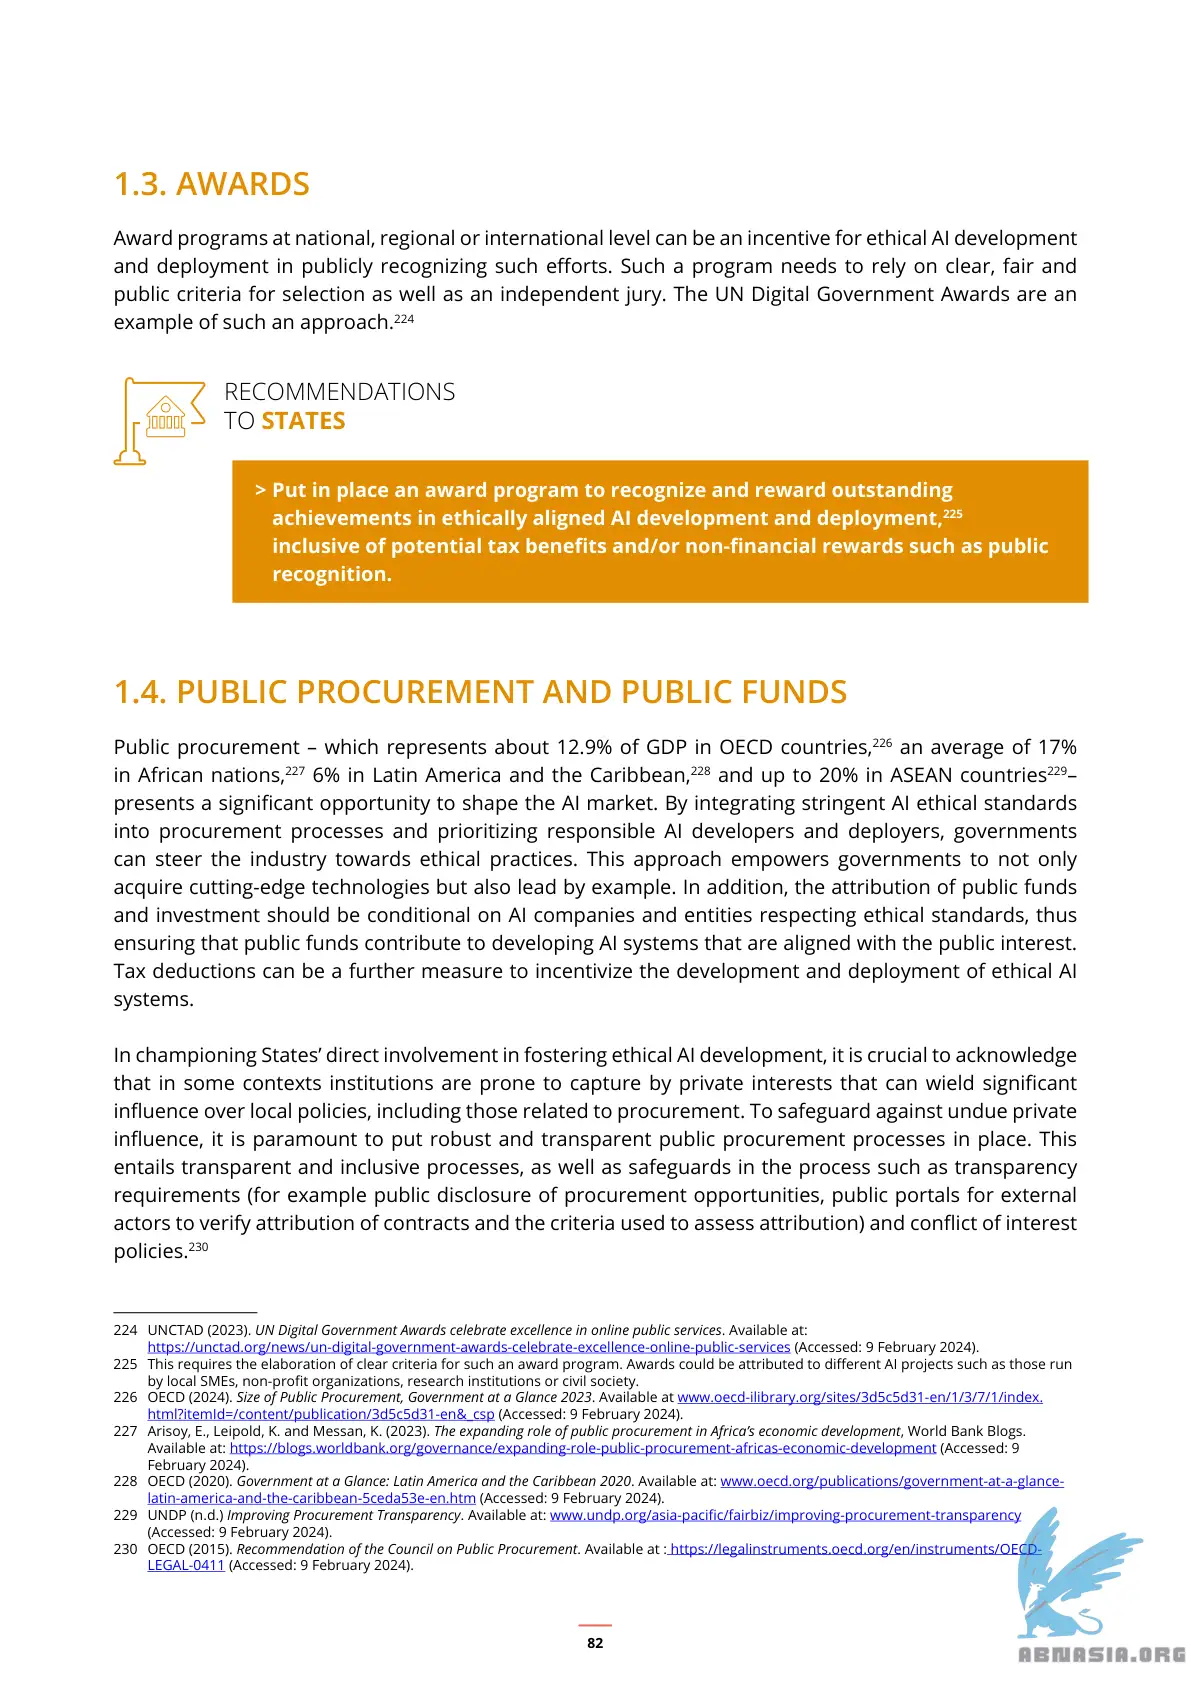 1.3. AWARDS
Award programs at national, regional or international level can be an incentive for ethical AI development
and deployment in publicly recognizing such efforts. Such a program needs to rely on clear, fair and
public criteria for selection as well as an independent jury. The UN Digital Government Awards are an
example of such an approach.224
RECOMMENDATIONS
TO STATES
> Put in place an award program to recognize and reward outstanding
achievements in ethically aligned AI development and deployment,225
inclusive of potential tax benefits and/or non-financial rewards such as public
recognition.
1.4. PUBLIC PROCUREMENT AND PUBLIC FUNDS
Public procurement – which represents about 12.9% of GDP in OECD countries,226 an average of 17%
in African nations,227 6% in Latin America and the Caribbean,228 and up to 20% in ASEAN countries229–
presents a significant opportunity to shape the AI market. By integrating stringent AI ethical standards
into procurement processes and prioritizing responsible AI developers and deployers, governments
can steer the industry towards ethical practices. This approach empowers governments to not only
acquire cutting-edge technologies but also lead by example. In addition, the attribution of public funds
and investment should be conditional on AI companies and entities respecting ethical standards, thus
ensuring that public funds contribute to developing AI systems that are aligned with the public interest.
Tax deductions can be a further measure to incentivize the development and deployment of ethical AI
systems.
In championing States’ direct involvement in fostering ethical AI development, it is crucial to acknowledge
that in some contexts institutions are prone to capture by private interests that can wield significant
influence over local policies, including those related to procurement. To safeguard against undue private
influence, it is paramount to put robust and transparent public procurement processes in place. This
entails transparent and inclusive processes, as well as safeguards in the process such as transparency
requirements (for example public disclosure of procurement opportunities, public portals for external
actors to verify attribution of contracts and the criteria used to assess attribution) and conflict of interest
policies.230
224 UNCTAD (2023). UN Digital Government Awards celebrate excellence in online public services. Available at:
https://unctad.org/news/un-digital-government-awards-celebrate-excellence-online-public-services (Accessed: 9 February 2024).
225 This requires the elaboration of clear criteria for such an award program. Awards could be attributed to different AI projects such as those run
by local SMEs, non-profit organizations, research institutions or civil society.
226 OECD (2024). Size of Public Procurement, Government at a Glance 2023. Available at www.oecd-ilibrary.org/sites/3d5c5d31-en/1/3/7/1/index.
html?itemId=/content/publication/3d5c5d31-en&_csp (Accessed: 9 February 2024).
227 Arisoy, E., Leipold, K. and Messan, K. (2023). The expanding role of public procurement in Africa’s economic development, World Bank Blogs.
Available at: https://blogs.worldbank.org/governance/expanding-role-public-procurement-africas-economic-development (Accessed: 9
February 2024).
228 OECD (2020). Government at a Glance: Latin America and the Caribbean 2020. Available at: www.oecd.org/publications/government-at-a-glance-
latin-america-and-the-caribbean-5ceda53e-en.htm (Accessed: 9 February 2024).
229 UNDP (n.d.) Improving Procurement Transparency. Available at: www.undp.org/asia-pacific/fairbiz/improving-procurement-transparency
(Accessed: 9 February 2024).
230 OECD (2015). Recommendation of the Council on Public Procurement. Available at : https://legalinstruments.oecd.org/en/instruments/OECD-
LEGAL-0411 (Accessed: 9 February 2024).
82
ABNASIA.ORG